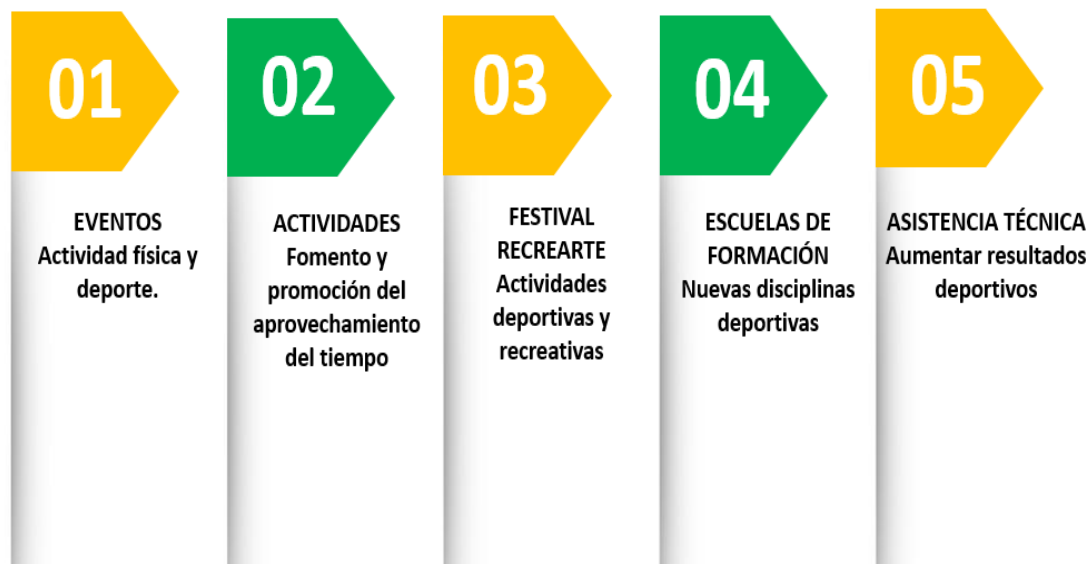 01
EVENTOS
Actividad física y
deporte.
02
ACTIVIDADES
Fomento y
promoción del
aprovechamiento
del tiempo
03
FESTIVAL
RECREARTE
Actividades
deportivas y
recreativas
04
ESCUELAS DE
FORMACIÓN
Nuevas disciplinas
deportivas
05
ASISTENCIA TÉCNICA
Aumentar resultados
deportivos